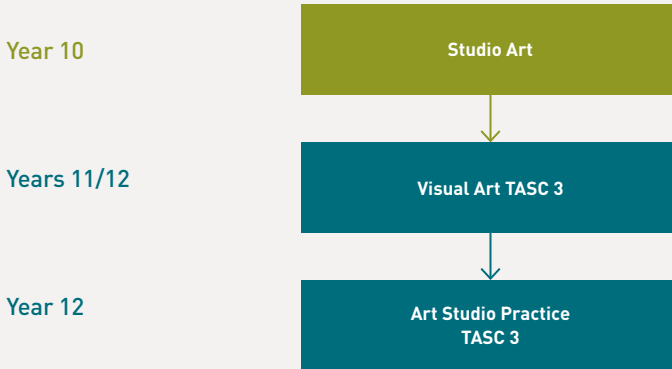 Year 10
Studio Art
Years 11/12
Visual Art TASC 3
Year 12
Art Studio Practice
TASC 3